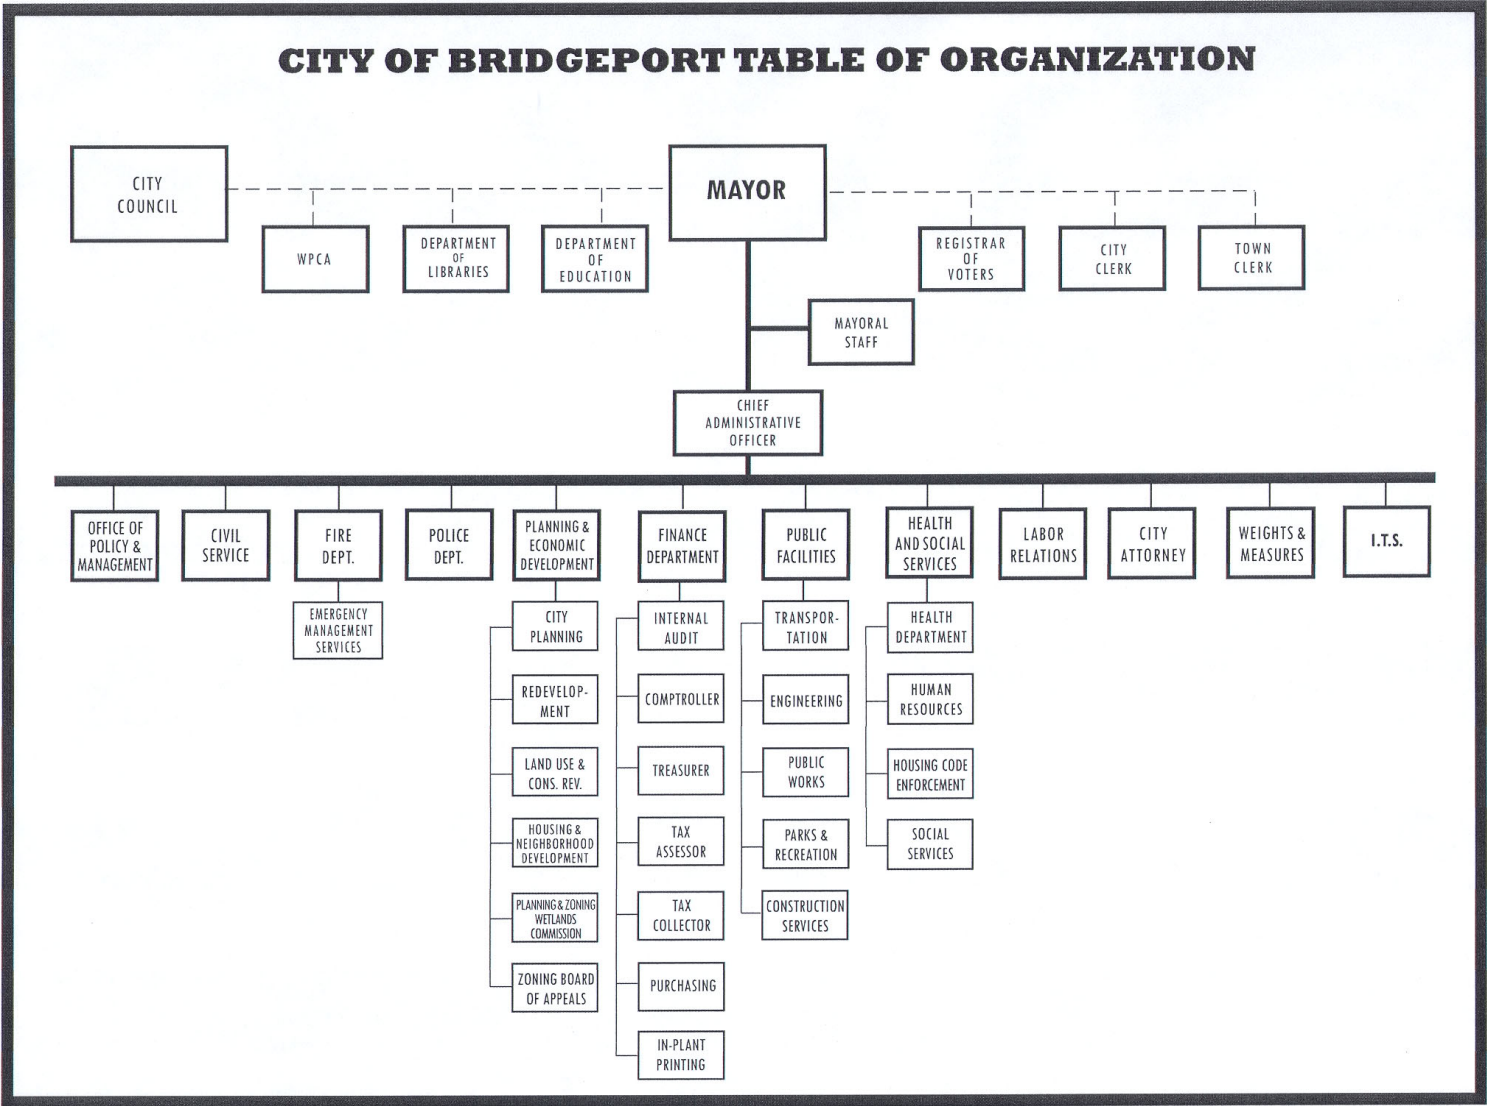 CITY OF BRIDGEPORT TABLE OF ORGANIZATION
CITY
COUNCIL
MAYOR
WPCA
DEPARTMENT
OF
LIBRARIES
DEPARTMENT
OF
EDUCATION
REGISTRAR
OF
VOTERS
CITY
CLERK
TOWN
CLERK
MAYORAL
STAFF
CHIEF
ADMINISTRATIVE
OFFICER
OFFICE OF
POLICY &
MANAGEMENT
CIVIL
SERVICE
FIRE
DEPT.
POLICE
DEPT.
PLANNING &
ECONOMIC
DEVELOPMENT
FINANCE
DEPARTMENT
PUBLIC
FACILITIES
HEALTH
AND SOCIAL
SERVICES
LABOR
RELATIONS
CITY
ATTORNEY
WEIGHTS &
MEASURES
I.T.S.
EMERGENCY
MANAGEMENT
SERVICES
CITY
PLANNING
REDEVELOP-
MENT
LAND USE &
CONS. REV.
HOUSING &
NEIGHBORHOOD
DEVELOPMENT
PLANNING & ZONING
WETLANDS
COMMISSION
ZONING BOARD
OF APPEALS
INTERNAL
AUDIT
COMPTROLLER
TREASURER
TAX
ASSESSOR
TAX
COLLECTOR
PURCHASING
IN-PLANT
PRINTING
TRANSPOR-
TATION
ENGINEERING
PUBLIC
WORKS
PARKS &
RECREATION
CONSTRUCTION
SERVICES
HEALTH
DEPARTMENT
HUMAN
RESOURCES
HOUSING CODE
ENFORCEMENT
SOCIAL
SERVICES